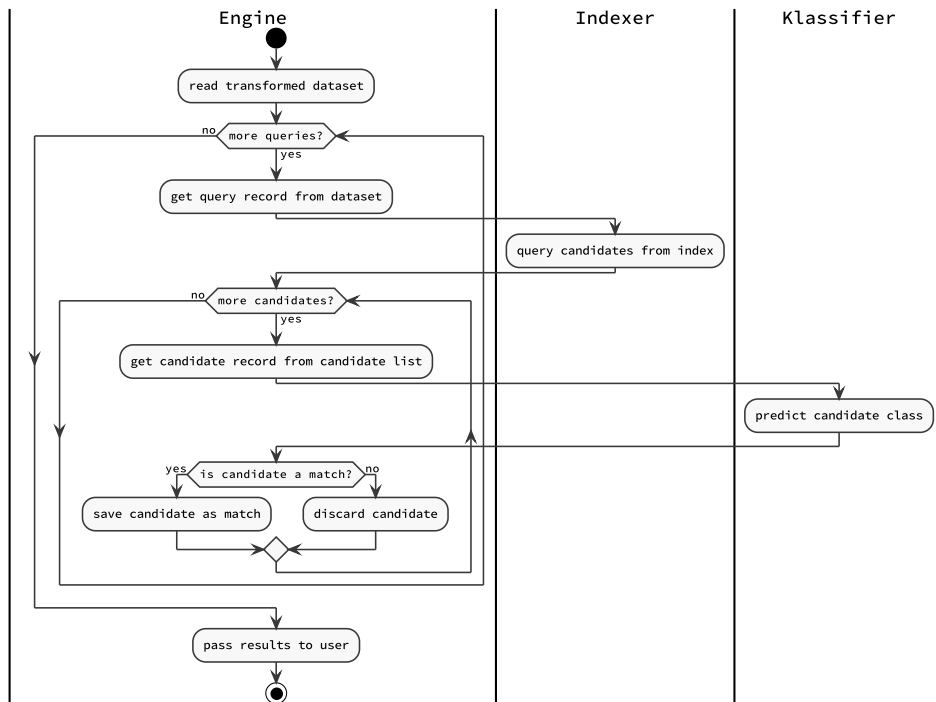 Engine
Indexer
Klassifier
read transformed dataset
no
more queries?
yes
get query record from dataset
query candidates from index
no
more candidates?
yes
get candidate record from candidate list
predict candidate class
yes
is candidate a match?
no
save candidate as match
discard candidate
pass results to user